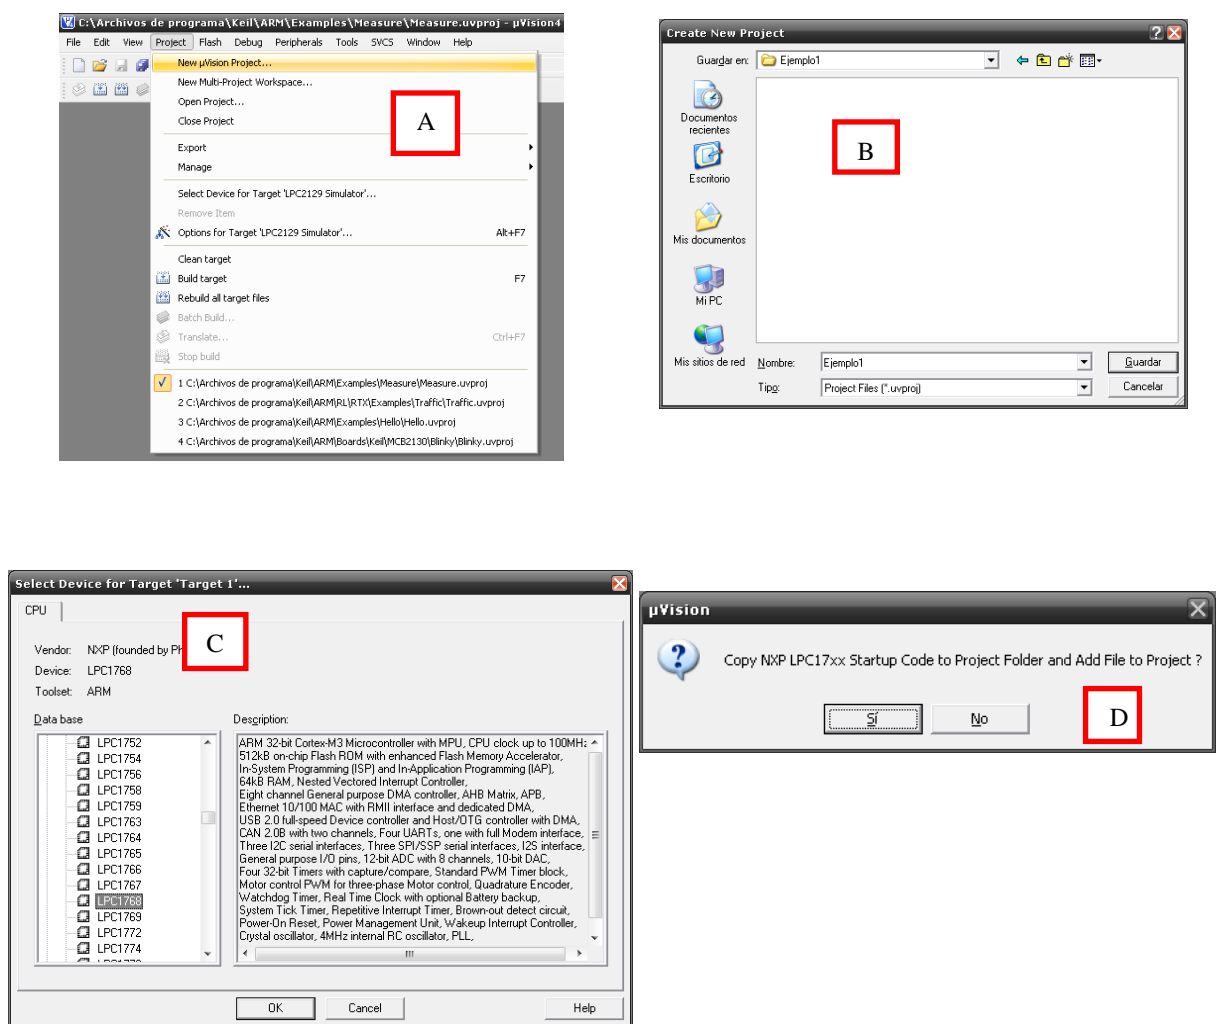 C:\Archivos de programa\Keil\ARM\Examples\Measure\Measure.uvproj - µVision4
File Edit View Project Flash Debug Peripherals Tools SVCS Window Help
New µVision Project...
New Multi-Project Workspace...
Open Project...
Close Project
A
Export
Manage
Select Device for Target 'LPC2129 Simulator'...
Remove Item
Options for Target 'LPC2129 Simulator'... Alt+F7
Clean target
Build target F7
Rebuild all target files
Batch Build...
Translate... Ctrl+F7
Stop build
1 C:\Archivos de programa\Keil\ARM\Examples\Measure\Measure.uvproj
2 C:\Archivos de programa\Keil\ARM\RL\RTX\Examples\Traffic\Traffic.uvproj
3 C:\Archivos de programa\Keil\ARM\Examples\Hello\Hello.uvproj
4 C:\Archivos de programa\Keil\ARM\Boards\Keil\MCB2130\Blinky\Blinky.uvproj
Create New Project
Guardar en: Ejemplo1
Documentos
recientes
B
Escritorio
Mis documentos
Mi PC
Mis sitios de red
Nombre: Ejemplo1 Guardar
Tipo: Project Files (*.uvproj) Cancelar
Select Device for Target 'Target 1'...
CPU
C
Vendor: NXP (founded by
Device: LPC1768
Toolset: ARM
Data base
LPC1752
LPC1754
LPC1756
LPC1758
LPC1759
LPC1763
LPC1764
LPC1765
LPC1766
LPC1767
LPC1768
LPC1769
LPC1772
LPC1774
Description:
ARM 32-bit Cortex-M3 Microcontroller with MPU, CPU clock up to 100MHz
512kB on-chip Flash ROM with enhanced Flash Memory Accelerator,
In-System Programming (ISP) and In-Application Programming (IAP),
64kB RAM, Nested Vectored Interrupt Controller,
Eight channel General purpose DMA controller, AHB Matrix, APB,
Ethernet 10/100 MAC with RMII interface and dedicated DMA,
USB 2.0 full-speed Device controller and Host/OTG controller with DMA,
CAN 2.0B with two channels, Four UARTs, one with full Modem interface,
Three I2C serial interfaces, Three SPI/SSP serial interfaces, I2S interface,
General purpose I/O pins, 12-bit ADC with 8 channels, 10-bit DAC,
Four 32-bit Timers with capture/compare, Standard PWM Timer block,
Motor control PWM for three-phase Motor control, Quadrature Encoder,
Watchdog Timer, Real Time Clock with optional Battery backup,
System Tick Timer, Repetitive Interrupt Timer, Brown-out detect circuit,
Power-On Reset, Power Management Unit, Wakeup Interrupt Controller,
Crystal oscillator, 4MHz internal RC oscillator, PLL,
OK Cancel Help
µVision
Copy NXP LPC17xx Startup Code to Project Folder and Add File to Project ?
Sí No
D